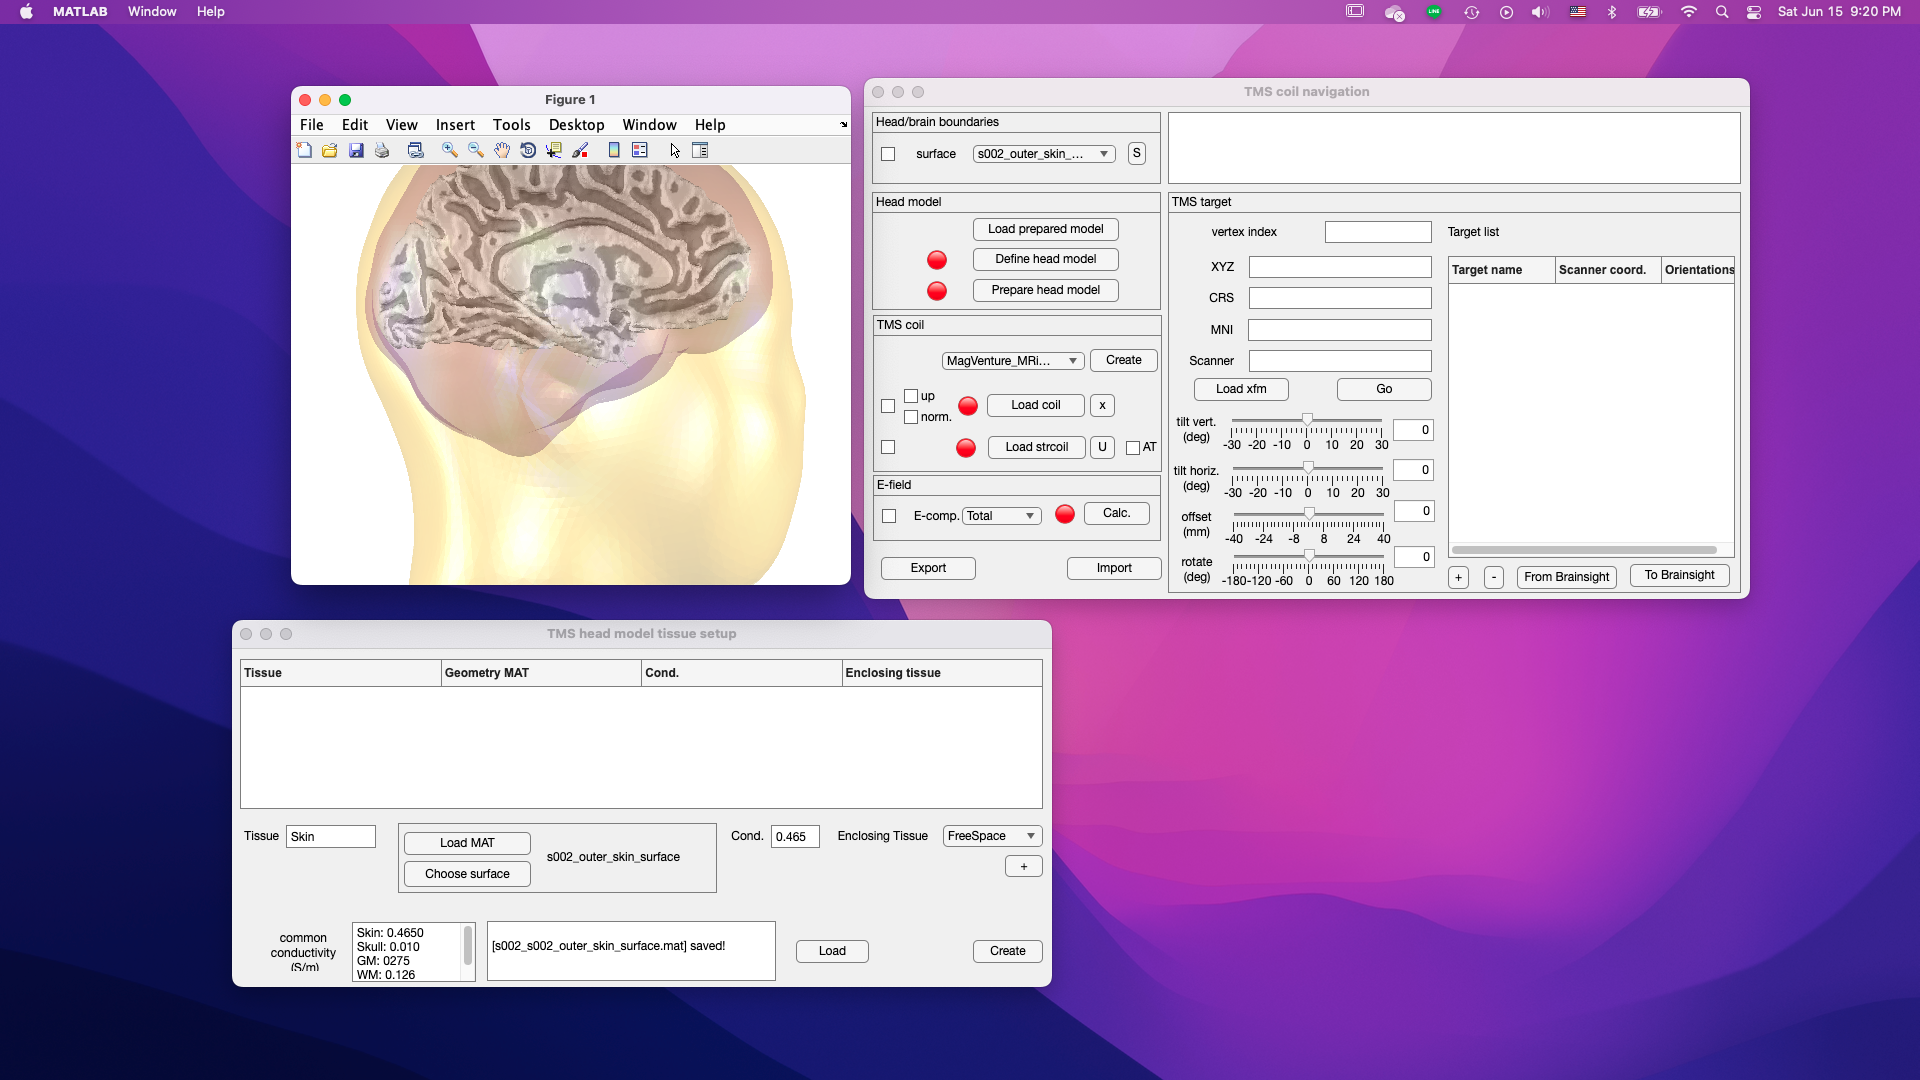 MATLAB Window Help
LINE
Sat Jun 15 9:20 PM
Figure 1
File Edit View Insert Tools Desktop Window Help
TMS coil navigation
Head/brain boundaries
surface s002_outer_skin_... S
Head model
Load prepared model
Define head model
Prepare head model
TMS coil
MagVenture_MRi... Create
up
norm.
Load coil x
Load strcoil U AT
E-field
E-comp. Total Calc.
Export Import
TMS target
vertex index
XYZ
CRS
MNI
Scanner
Load xfm Go
tilt vert.
(deg)
-30 -20 -10 0 10 20 30
0
tilt horiz.
(deg)
-30 -20 -10 0 10 20 30
0
offset
(mm)
-40 -24 -8 8 24 40
0
rotate
(deg)
-180 -120 -60 0 60 120 180
0
Target list
Target name Scanner coord. Orientations
+ - From Brainsight To Brainsight
TMS head model tissue setup
Tissue Geometry MAT Cond. Enclosing tissue
Tissue Skin
Load MAT
Choose surface
s002_outer_skin_surface
Cond. 0.465 Enclosing Tissue FreeSpace
+
common
conductivity
(S/m)
Skin: 0.4650
Skull: 0.010
GM: 0275
WM: 0.126
[s002_s002_outer_skin_surface.mat] saved!
Load Create